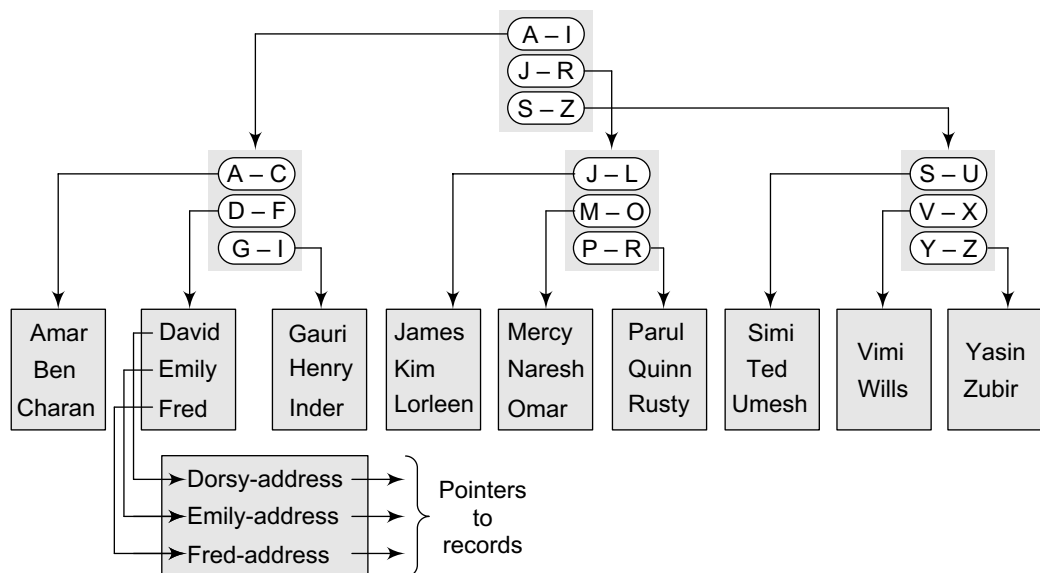 A – I
J – R
S – Z
A – C
D – F
G – I
J – L
M – O
P – R
S – U
V – X
Y – Z
Amar
Ben
Charan
David
Emily
Fred
Gauri
Henry
Inder
James
Kim
Lorleen
Mercy
Naresh
Omar
Parul
Quinn
Rusty
Simi
Ted
Umesh
Vimi
Wills
Yasin
Zubir
Dorsy-address
Emily-address
Fred-address
Pointers
to
records